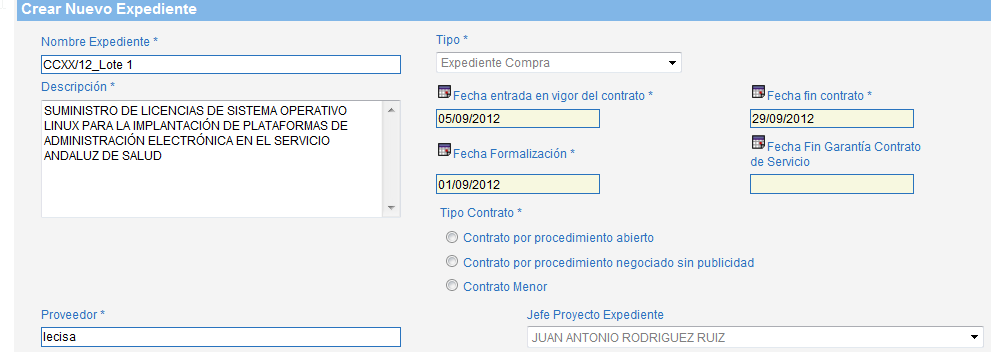 Crear Nuevo Expediente
Nombre Expediente *
CCXX/12_Lote 1
Tipo *
Expediente Compra
Descripción *
SUMINISTRO DE LICENCIAS DE SISTEMA OPERATIVO
LINUX PARA LA IMPLANTACIÓN DE PLATAFORMAS DE
ADMINISTRACIÓN ELECTRÓNICA EN EL SERVICIO
ANDALUZ DE SALUD
Fecha entrada en vigor del contrato *
05/09/2012
Fecha fin contrato *
29/09/2012
Fecha Formalización *
01/09/2012
Fecha Fin Garantía Contrato
de Servicio
Tipo Contrato *
Contrato por procedimiento abierto
Contrato por procedimiento negociado sin publicidad
Contrato Menor
Proveedor *
lecisa
Jefe Proyecto Expediente
JUAN ANTONIO RODRIGUEZ RUIZ